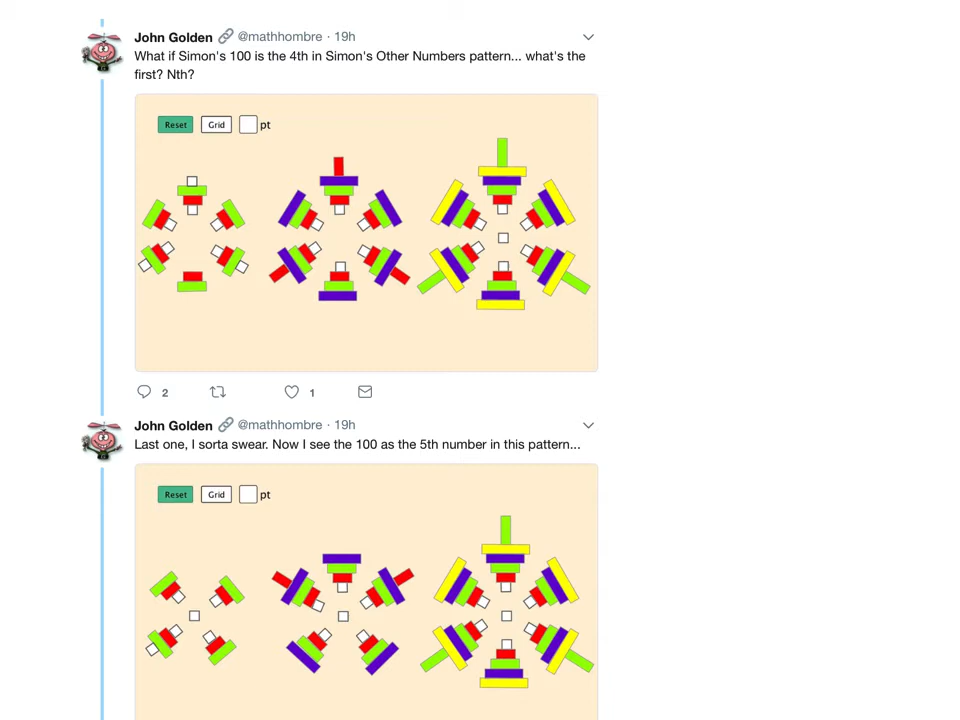 John Golden @mathhombre · 19h
What if Simon's 100 is the 4th in Simon's Other Numbers pattern... what's the
first? Nth?
Reset Grid pt
2 1
John Golden @mathhombre · 19h
Last one, I sorta swear. Now I see the 100 as the 5th number in this pattern...
Reset Grid pt